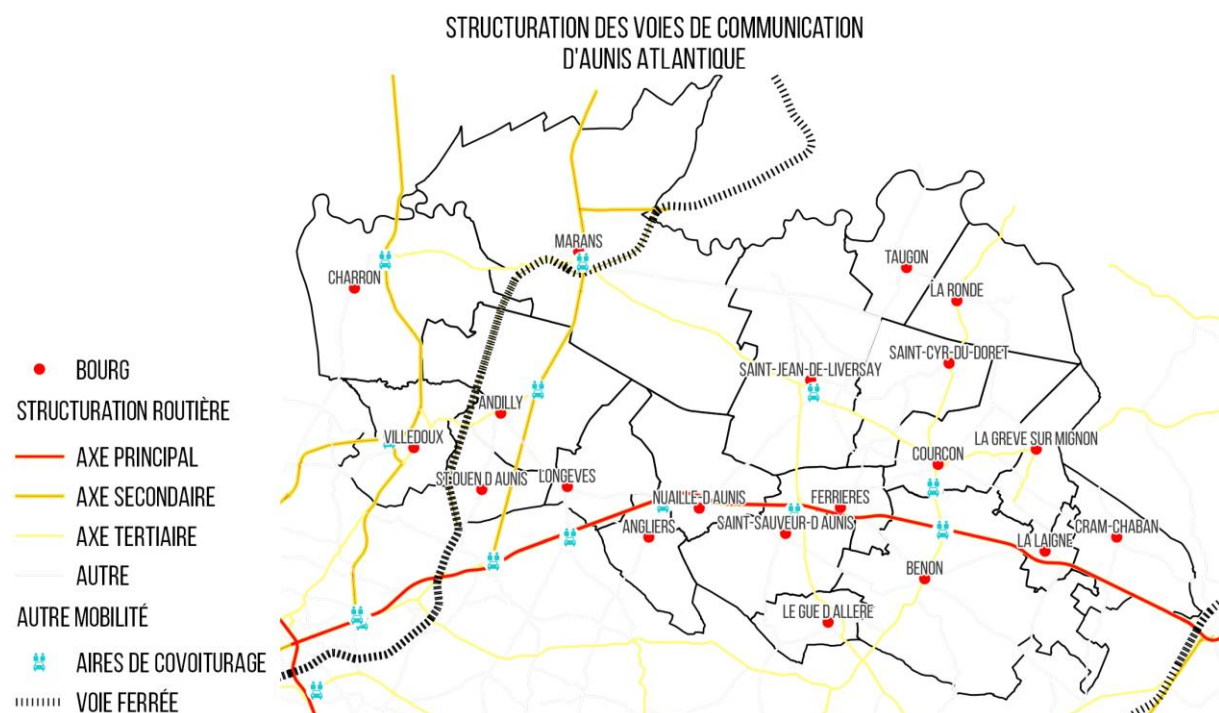 STRUCTURATION DES VOIES DE COMMUNICATION
D'AUNIS ATLANTIQUE
MARANS
CHARRON
TAUGON
LA RONDE
SAINT-CYR-DU-DORET
SAINT-JEAN-DE-LIVERSAY
ANDILLY
VILLEDOUX
LA GREVE SUR MIGNON
COURCON
ST OUEN D AUNIS
LONGEVES
NUAILLE-D AUNIS
FERRIERES
ANGLIERS
SAINT-SAUVEUR-D AUNIS
CRAM-CHABAN
LA LAIGNE
BENON
LE GUE D ALLERE
BOURG
STRUCTURATION ROUTIÈRE
AXE PRINCIPAL
AXE SECONDAIRE
AXE TERTIAIRE
AUTRE
AUTRE MOBILITÉ
AIRES DE COVOITURAGE
VOIE FERRÉE